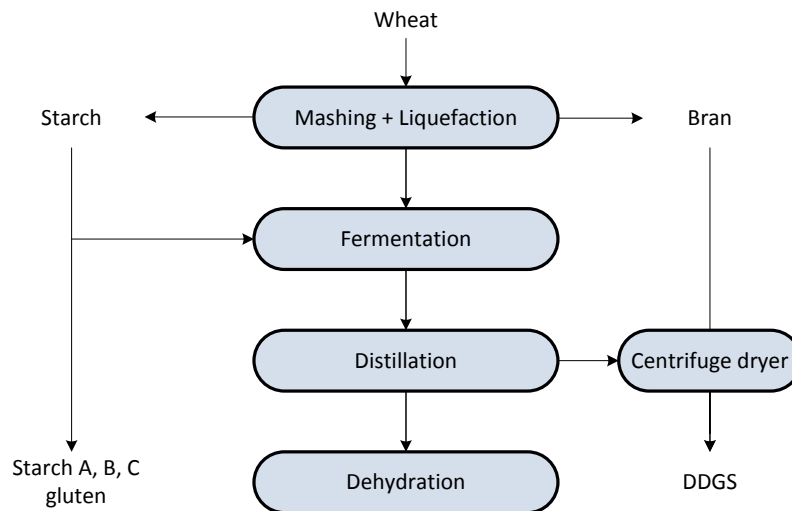 Wheat
Starch
Mashing + Liquefaction
Bran
Fermentation
Distillation
Centrifuge dryer
Starch A, B, C
gluten
Dehydration
DDGS